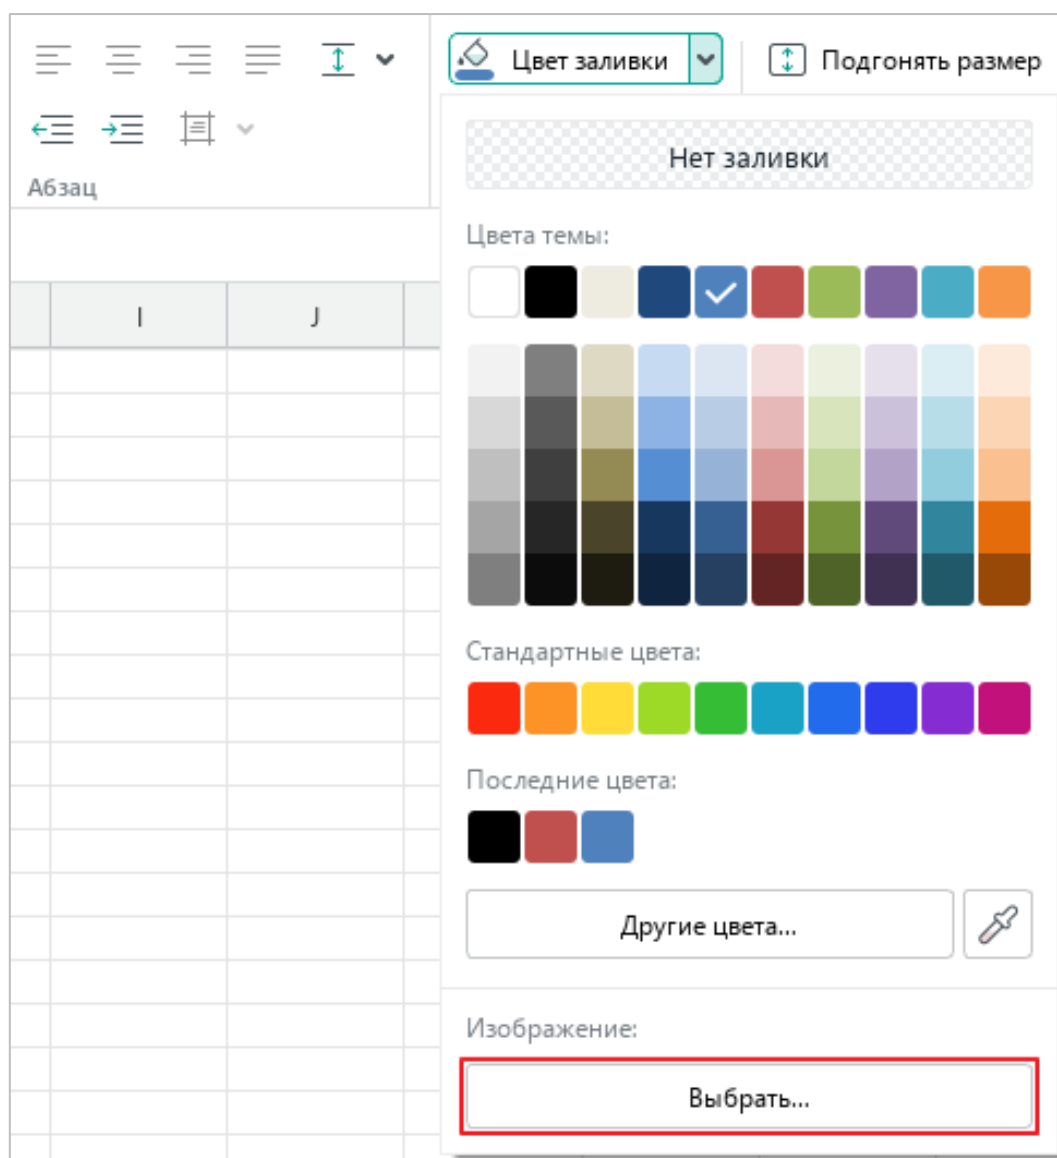 Цвет заливки
Подгонять размер
Абзац
I
J
Нет заливки
Цвета темы:
Стандартные цвета:
Последние цвета:
Другие цвета...
Изображение:
Выбрать...